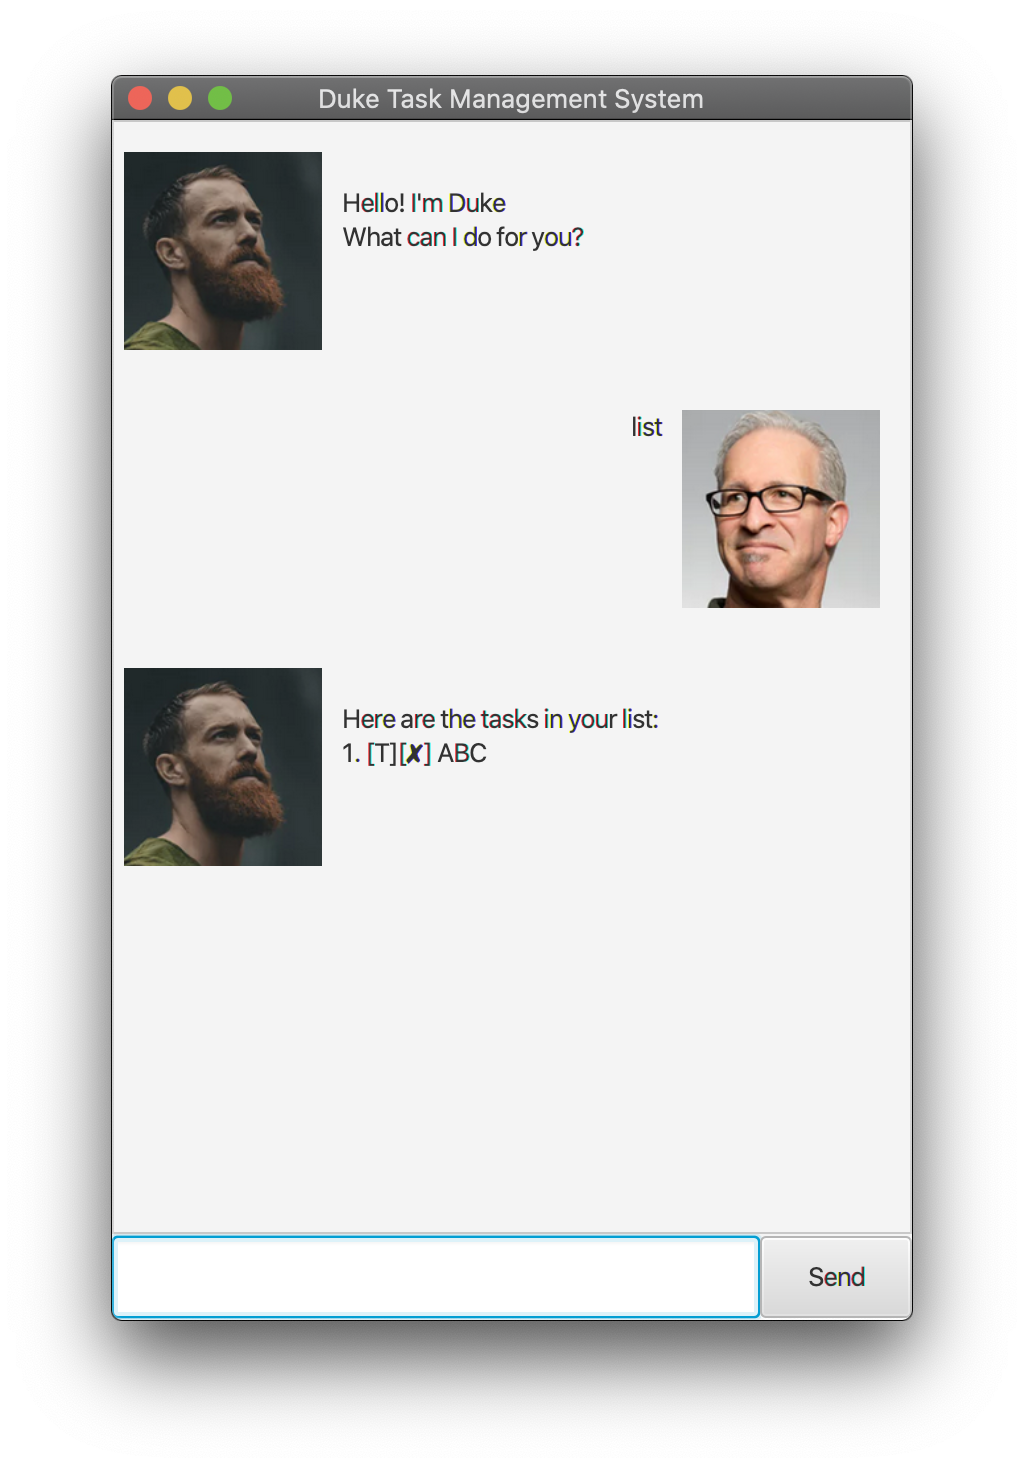 Duke Task Management System
Hello! I'm Duke
What can I do for you?
list
Here are the tasks in your list:
1. [T][✘] ABC
Send